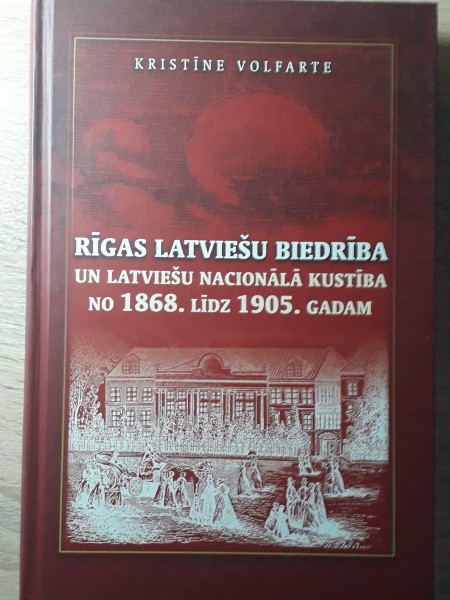 KRISTĪNE VOLFARTE
RĪGAS LATVIEŠU BIEDRĪBA
UN LATVIEŠU NACIONĀLĀ KUSTĪBA
NO 1868. LĪDZ 1905. GADAM